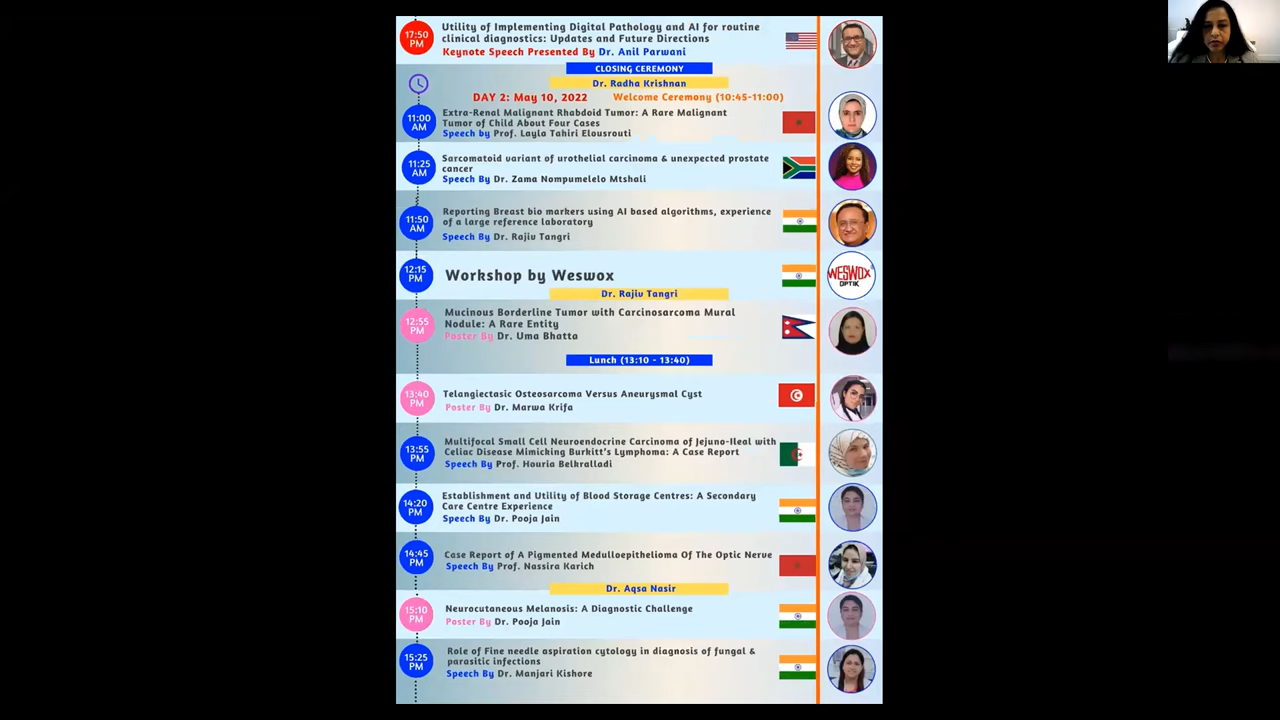 17:50
PM
Utility of Implementing Digital Pathology and AI for routine
clinical diagnostics: Updates and Future Directions
Keynote Speech Presented By Dr. Anil Parwani
CLOSING CEREMONY
Dr. Radha Krishnan
DAY 2: May 10, 2022 Welcome Ceremony (10:45-11:00)
11:00
AM
Extra-Renal Malignant Rhabdoid Tumor: A Rare Malignant
Tumor of Child About Four Cases
Speech by Prof. Layla Tahiri Elousrouti
11:25
AM
Sarcomatoid variant of urothelial carcinoma & unexpected prostate
cancer
Speech By Dr. Zama Nompumelelo Mtshali
11:50
AM
Reporting Breast bio markers using AI based algorithms, experience
of a large reference laboratory
Speech By Dr. Rajiv Tangri
12:15
PM
Workshop by Weswox
WESWOX
OPTIK
Dr. Rajiv Tangri
12:55
PM
Mucinous Borderline Tumor with Carcinosarcoma Mural
Nodule: A Rare Entity
Poster By Dr. Uma Bhatta
Lunch (13:10 - 13:40)
13:40
PM
Telangiectasic Osteosarcoma Versus Aneurysmal Cyst
Poster By Dr. Marwa Krifa
13:55
PM
Multifocal Small Cell Neuroendocrine Carcinoma of Jejuno-Ileal with
Celiac Disease Mimicking Burkitt's Lymphoma: A Case Report
Speech By Prof. Houria Belkralladi
14:20
PM
Establishment and Utility of Blood Storage Centres: A Secondary
Care Centre Experience
Speech By Dr. Pooja Jain
14:45
PM
Case Report of A Pigmented Medulloepithelioma Of The Optic Nerve
Speech By Prof. Nassira Karich
Dr. Aqsa Nasir
15:10
PM
Neurocutaneous Melanosis: A Diagnostic Challenge
Poster By Dr. Pooja Jain
15:25
PM
Role of Fine needle aspiration cytology in diagnosis of fungal &
parasitic infections
Speech By Dr. Manjari Kishore